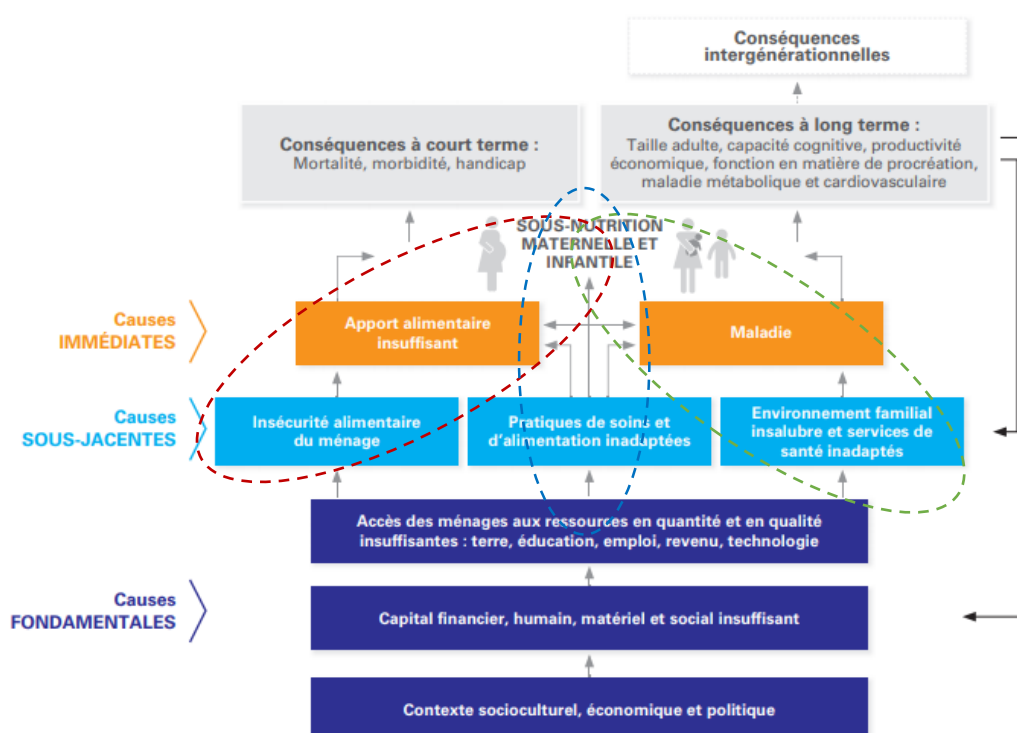 Conséquences
intergénérationnelles
Conséquences à court terme :
Mortalité, morbidité, handicap
Conséquences à long terme :
Taille adulte, capacité cognitive, productivité
économique, fonction en matière de procréation,
maladie métabolique et cardiovasculaire
SOUS-NUTRITION
MATERNELLE ET
INFANTILE
Causes
IMMÉDIATES
Apport alimentaire
insuffisant
Maladie
Causes
SOUS-JACENTES
Insécurité alimentaire
du ménage
Pratiques de soins et
d'alimentation inadaptées
Environnement familial
insalubre et services de
santé inadaptés
Accès des ménages aux ressources en quantité et en qualité
insuffisantes : terre, éducation, emploi, revenu, technologie
Causes
FONDAMENTALES
Capital financier, humain, matériel et social insuffisant
Contexte socioculturel, économique et politique